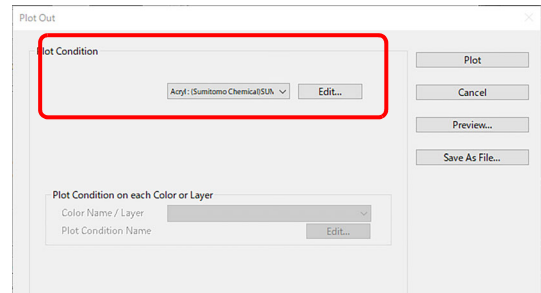 Plot Out
Plot Condition
Plot
Acryl : (Sumitomo Chemical)SUM
Edit...
Cancel
Preview...
Save As File...
Plot Condition on each Color or Layer
Color Name / Layer
Plot Condition Name
Edit...